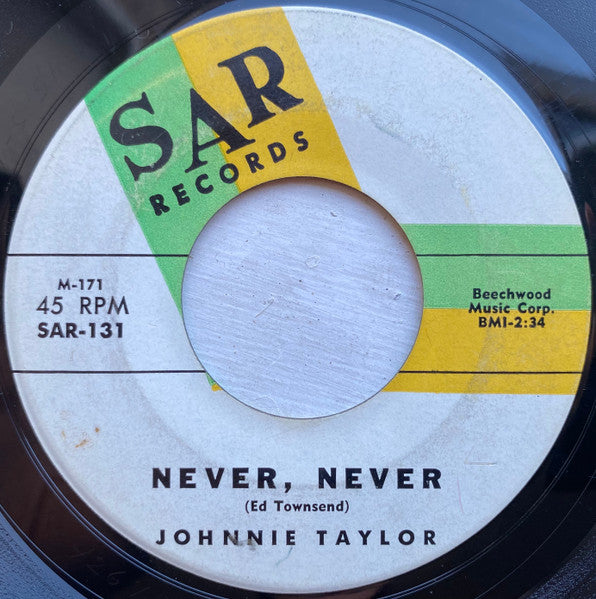 SAR
RECORDS
M-171
45 RPM
SAR-131
Beechwood
Music Corp.
BMI-2:34
NEVER, NEVER
(Ed Townsend)
JOHNNIE TAYLOR